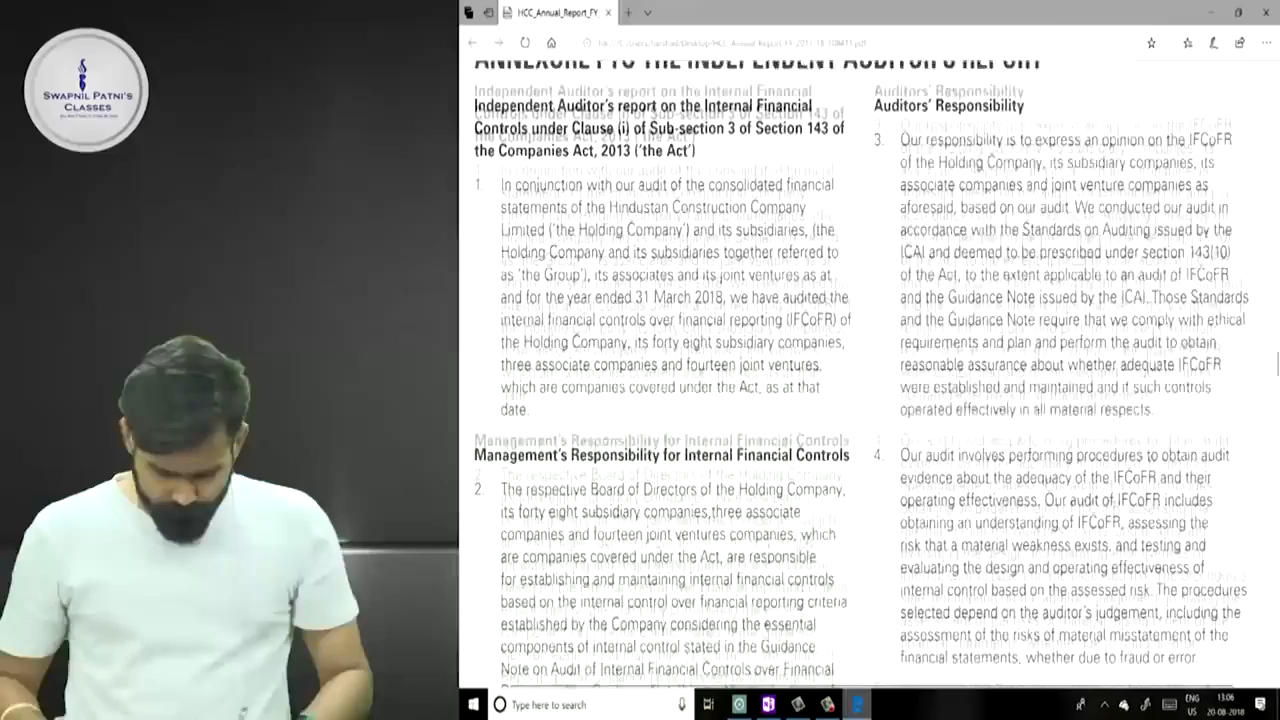 SWAPNIL PATNI'S
CLASSES
HCC_Annual_Report_FY
ANNEXURE I TO THE INDEPENDENT AUDITOR'S REPORT
Independent Auditor's report on the Internal Financial
Controls under Clause (i) of Sub-section 3 of Section 143 of
the Companies Act, 2013 ('the Act')
1. In conjunction with our audit of the consolidated financial
statements of the Hindustan Construction Company
Limited ('the Holding Company') and its subsidiaries, (the
Holding Company and its subsidiaries together referred to
as 'the Group'), its associates and its joint ventures as at
and for the year ended 31 March 2018, we have audited the
internal financial controls over financial reporting (IFCoFR) of
the Holding Company, its forty eight subsidiary companies,
three associate companies and fourteen joint ventures,
which are companies covered under the Act, as at that
date.
Management's Responsibility for Internal Financial Controls
2. The respective Board of Directors of the Holding Company,
its forty eight subsidiary companies,three associate
companies and fourteen joint ventures companies, which
are companies covered under the Act, are responsible
for establishing and maintaining internal financial controls
based on the internal control over financial reporting criteria
established by the Company considering the essential
components of internal control stated in the Guidance
Note on Audit of Internal Financial Controls over Financial
Auditors' Responsibility
3. Our responsibility is to express an opinion on the IFCoFR
of the Holding Company, its subsidiary companies, its
associate companies and joint venture companies as
aforesaid, based on our audit. We conducted our audit in
accordance with the Standards on Auditing issued by the
ICAI and deemed to be prescribed under section 143(10)
of the Act, to the extent applicable to an audit of IFCoFR
and the Guidance Note issued by the ICAI. Those Standards
and the Guidance Note require that we comply with ethical
requirements and plan and perform the audit to obtain
reasonable assurance about whether adequate IFCoFR
were established and maintained and if such controls
operated effectively in all material respects.
4. Our audit involves performing procedures to obtain audit
evidence about the adequacy of the IFCoFR and their
operating effectiveness. Our audit of IFCoFR includes
obtaining an understanding of IFCoFR, assessing the
risk that a material weakness exists, and testing and
evaluating the design and operating effectiveness of
internal control based on the assessed risk. The procedures
selected depend on the auditor's judgement, including the
assessment of the risks of material misstatement of the
financial statements, whether due to fraud or error
Type here to search
ENG
US
13:06
20-08-2018